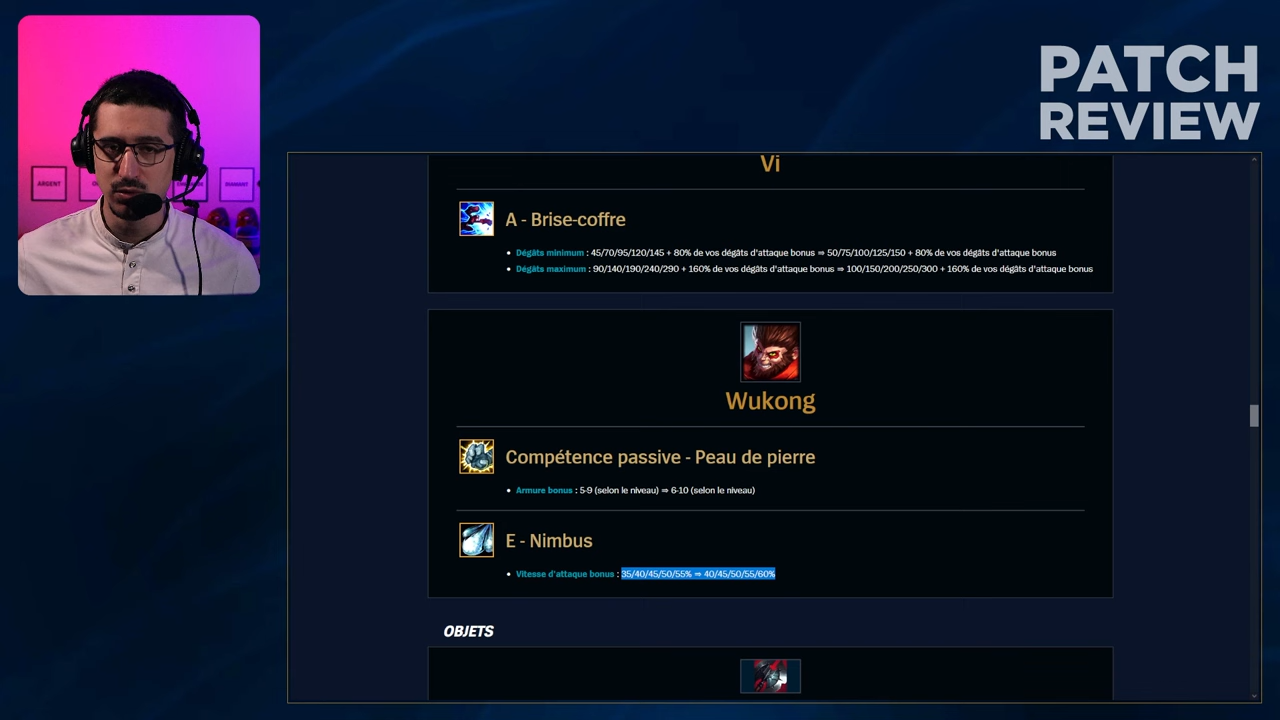 PATCH
REVIEW
ARGENT
DIAMANT
Vi
A - Brise-coffre
• Dégâts minimum : 45/70/95/120/145 + 80% de vos dégâts d'attaque bonus ⇒ 50/75/100/125/150 + 80% de vos dégâts d'attaque bonus
• Dégâts maximum : 90/140/190/240/290 + 160% de vos dégâts d'attaque bonus ⇒ 100/150/200/250/300 + 160% de vos dégâts d'attaque bonus
Wukong
Compétence passive - Peau de pierre
• Armure bonus : 5-9 (selon le niveau) ⇒ 6-10 (selon le niveau)
E - Nimbus
• Vitesse d'attaque bonus : 35/40/45/50/55% ⇒ 40/45/50/55/60%
OBJETS